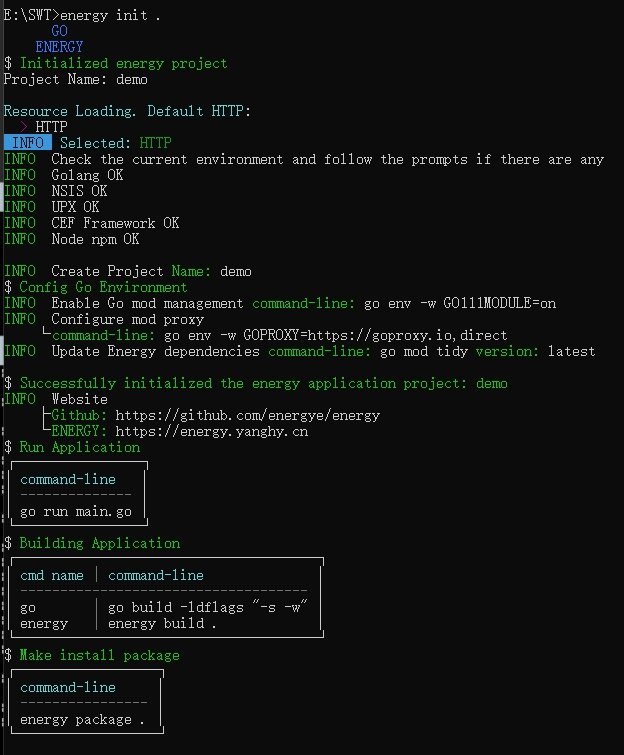 E:\SWT>energy init .
GO
ENERGY
$ Initialized energy project
Project Name: demo
Resource Loading. Default HTTP:
> HTTP
INFO Selected: HTTP
INFO Check the current environment and follow the prompts if there are any
INFO Golang OK
INFO NSIS OK
INFO UPX OK
INFO CEF Framework OK
INFO Node npm OK
INFO Create Project Name: demo
$ Config Go Environment
INFO Enable Go mod management command-line: go env -w GO111MODULE=on
INFO Configure mod proxy
command-line: go env -w GOPROXY=https://goproxy.io,direct
INFO Update Energy dependencies command-line: go mod tidy version: latest
$ Successfully initialized the energy application project: demo
INFO Website
Github: https://github.com/energye/energy
ENERGY: https://energy.yanghy.cn
$ Run Application
command-line
--------------
go run main.go
$ Building Application
cmd name | command-line
------------------------------------
go | go build -ldflags "-s -w"
energy | energy build .
$ Make install package
command-line
----------------
energy package .